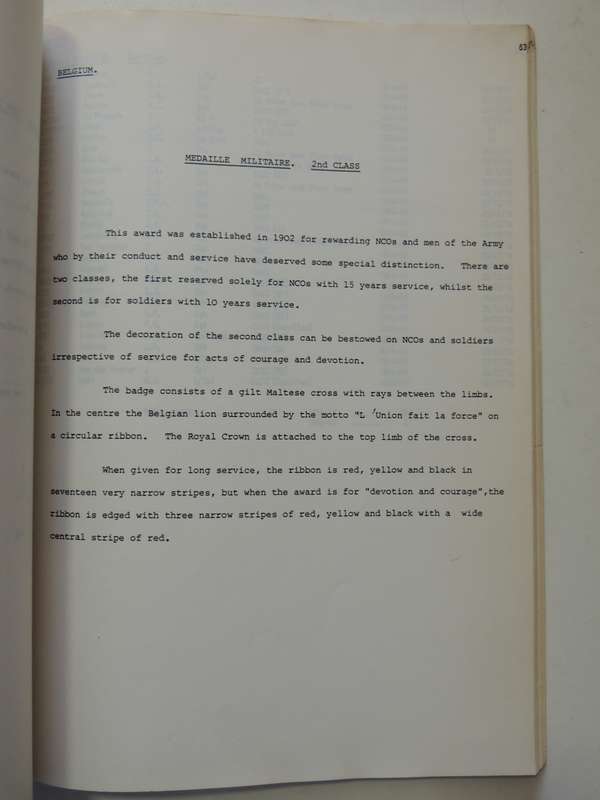 63
BELGIUM.
MEDAILLE MILITAIRE. 2nd CLASS
This award was established in 1902 for rewarding NCOs and men of the Army
who by their conduct and service have deserved some special distinction. There are
two classes, the first reserved solely for NCOs with 15 years service, whilst the
second is for soldiers with 10 years service.
The decoration of the second class can be bestowed on NCOs and soldiers
irrespective of service for acts of courage and devotion.
The badge consists of a gilt Maltese cross with rays between the limbs.
In the centre the Belgian lion surrounded by the motto "L 'Union fait la force" on
a circular ribbon. The Royal Crown is attached to the top limb of the cross.
When given for long service, the ribbon is red, yellow and black in
seventeen very narrow stripes, but when the award is for "devotion and courage",the
ribbon is edged with three narrow stripes of red, yellow and black with a wide
central stripe of red.